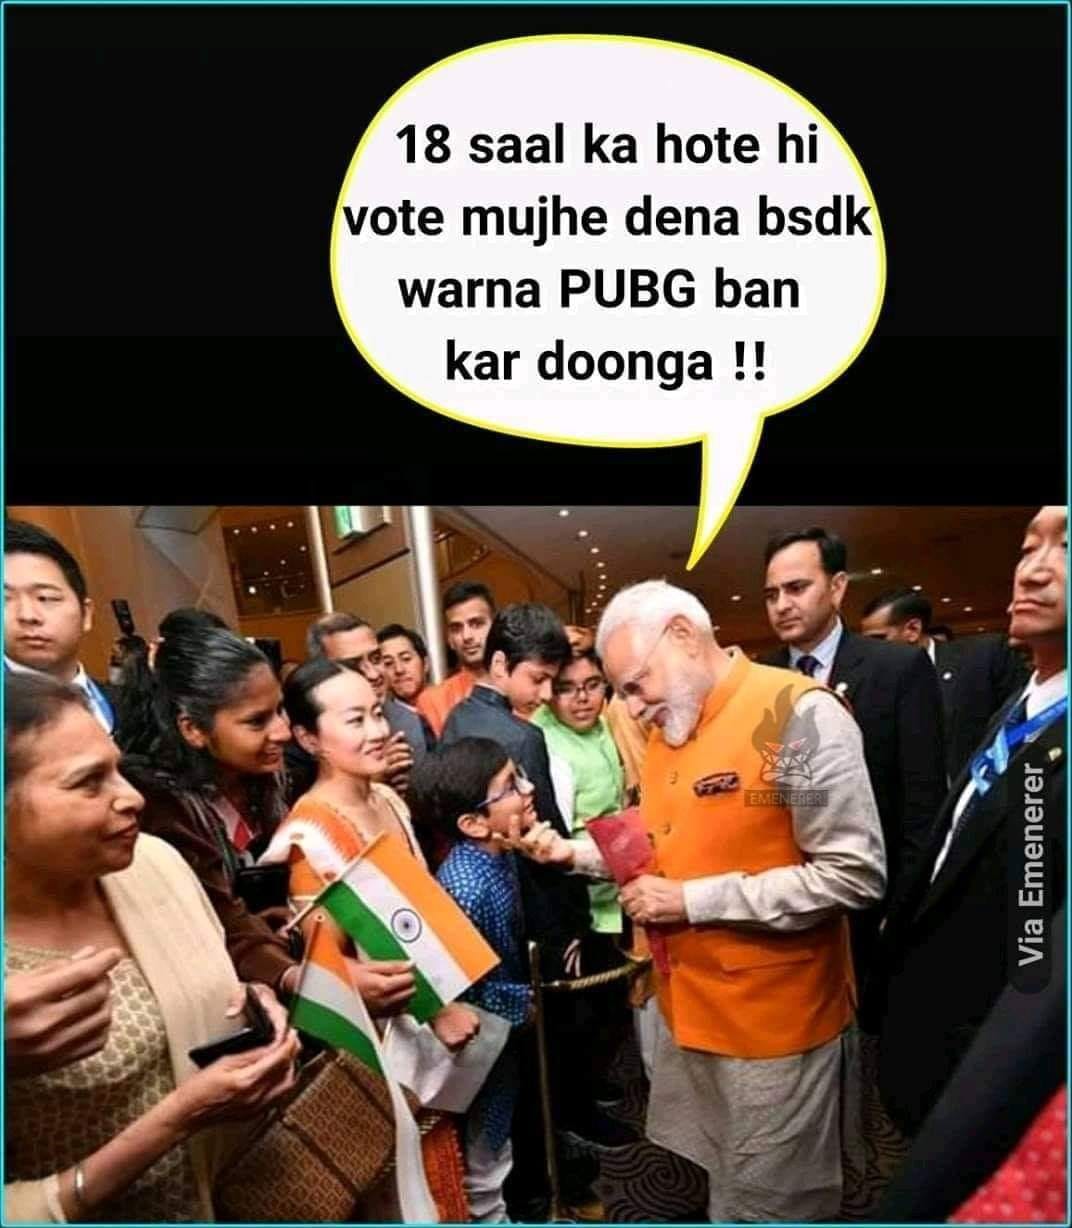 18 saal ka hote hi
vote mujhe dena bsdk
warna PUBG ban
kar doonga !!
EMENERER
Via Emenerer